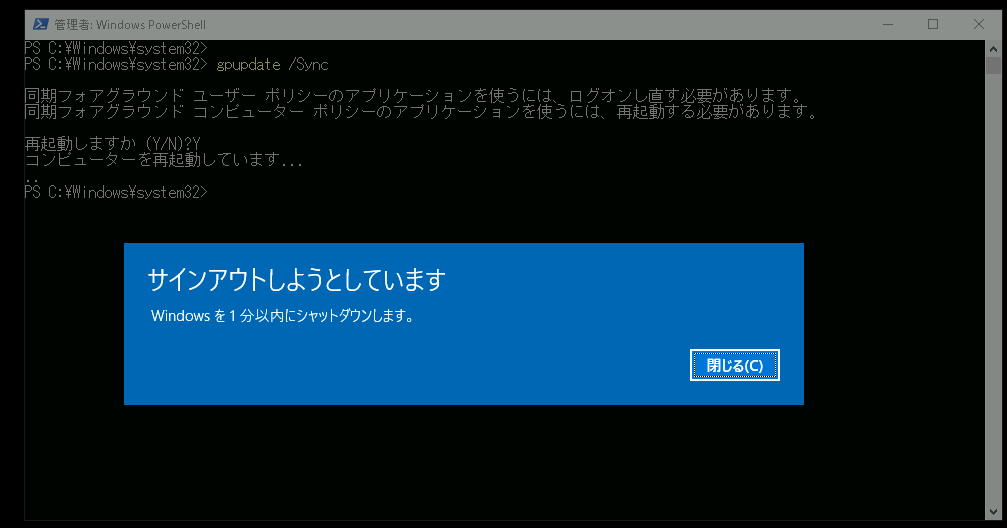 管理者: Windows PowerShell
PS C:¥Windows¥system32>
PS C:¥Windows¥system32> gpupdate /Sync
同期フォアグラウンド ユーザー ポリシーのアプリケーションを使うには、ログオンし直す必要があります。
同期フォアグラウンド コンピューター ポリシーのアプリケーションを使うには、再起動する必要があります。
再起動しますか (Y/N)?Y
コンピューターを再起動しています...
..
PS C:¥Windows¥system32>
サインアウトしようとしています
Windows を 1 分以内にシャットダウンします。
閉じる(C)